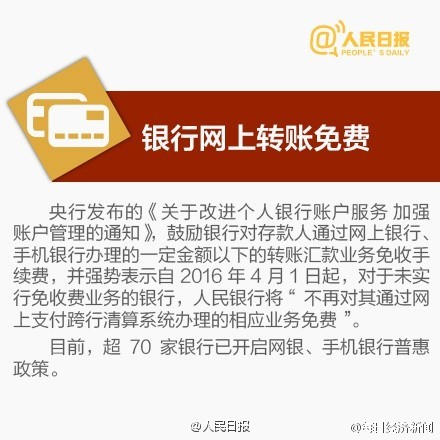 @人民日报
PEOPLE'S DAILY
银行网上转账免费
央行发布的《关于改进个人银行账户服务 加强
账户管理的通知》，鼓励银行对存款人通过网上银行、
手机银行办理的一定金额以下的转账汇款业务免收手
续费，并强势表示自 2016 年 4 月 1 日起，对于未实
行免收费业务的银行，人民银行将“ 不再对其通过网
上支付跨行清算系统办理的相应业务免费 ”。
目前，超 70 家银行已开启网银、手机银行普惠
政策。
@人民日报
@每日经济新闻